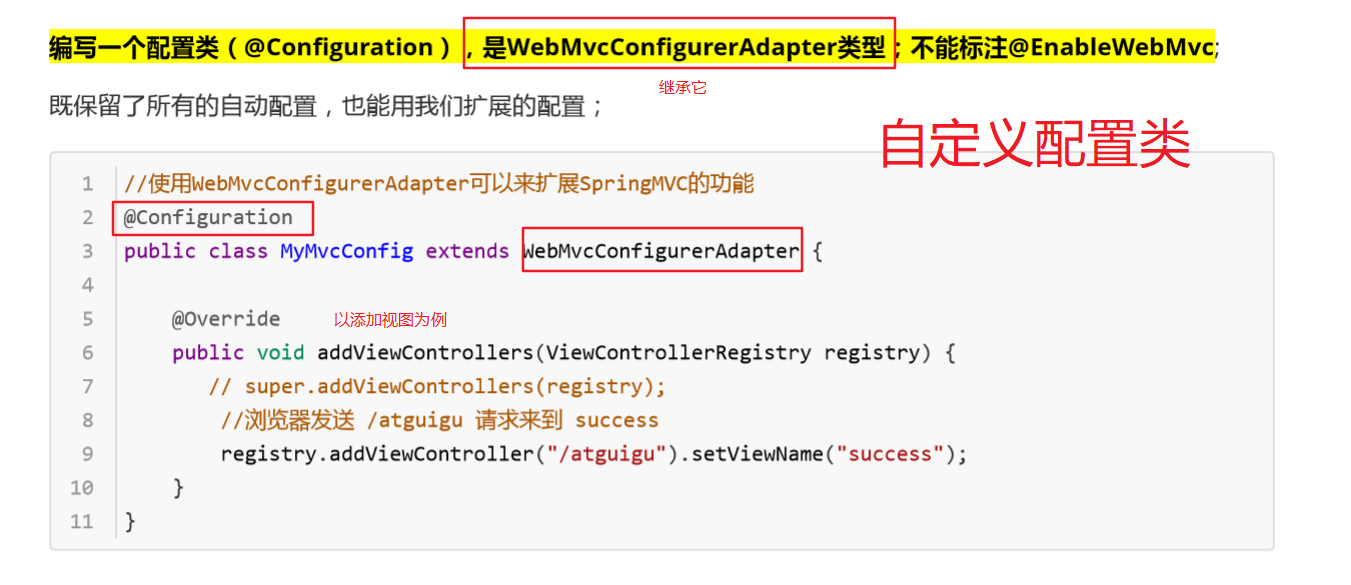 编写一个配置类（@Configuration），是WebMvcConfigurerAdapter类型；不能标注@EnableWebMvc;
继承它
既保留了所有的自动配置，也能用我们扩展的配置；
自定义配置类
1 //使用WebMvcConfigurerAdapter可以来扩展SpringMVC的功能
2 @Configuration
3 public class MyMvcConfig extends WebMvcConfigurerAdapter {
4
5 @Override 以添加视图为例
6 public void addViewControllers(ViewControllerRegistry registry) {
7 // super.addViewControllers(registry);
8 //浏览器发送 /atguigu 请求来到 success
9 registry.addViewController("/atguigu").setViewName("success");
10 }
11 }